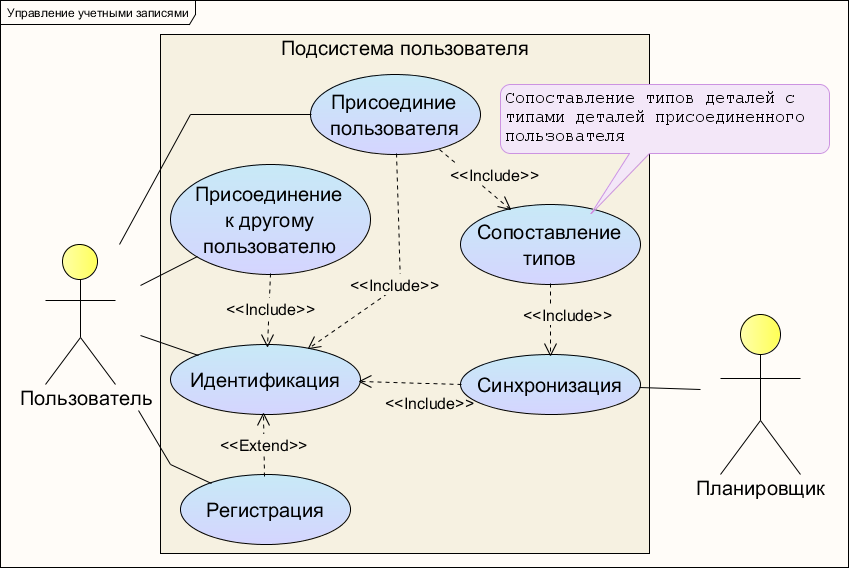 Управление учетными записями
Подсистема пользователя
Присоединие
пользователя
Сопоставление типов деталей с
типами деталей присоединенного
пользователя
<<Include>>
Присоединение
к другому
пользователю
Сопоставление
типов
<<Include>>
<<Include>>
<<Include>>
Идентификация
Синхронизация
Пользователь
<<Include>>
<<Extend>>
Регистрация
Планировщик